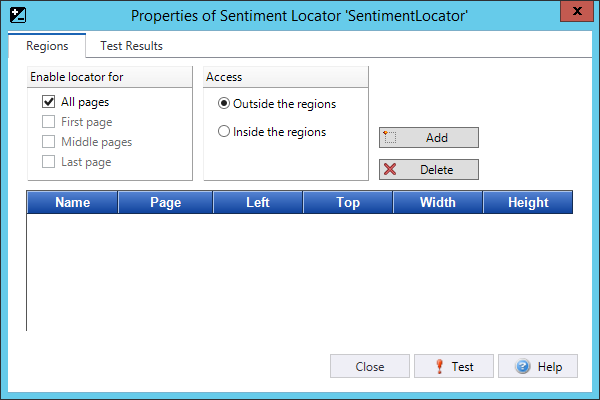 Properties of Sentiment Locator 'SentimentLocator'
Regions Test Results
Enable locator for
All pages
First page
Middle pages
Last page
Access
Outside the regions
Inside the regions
Add
Delete
Name Page Left Top Width Height
Close Test Help